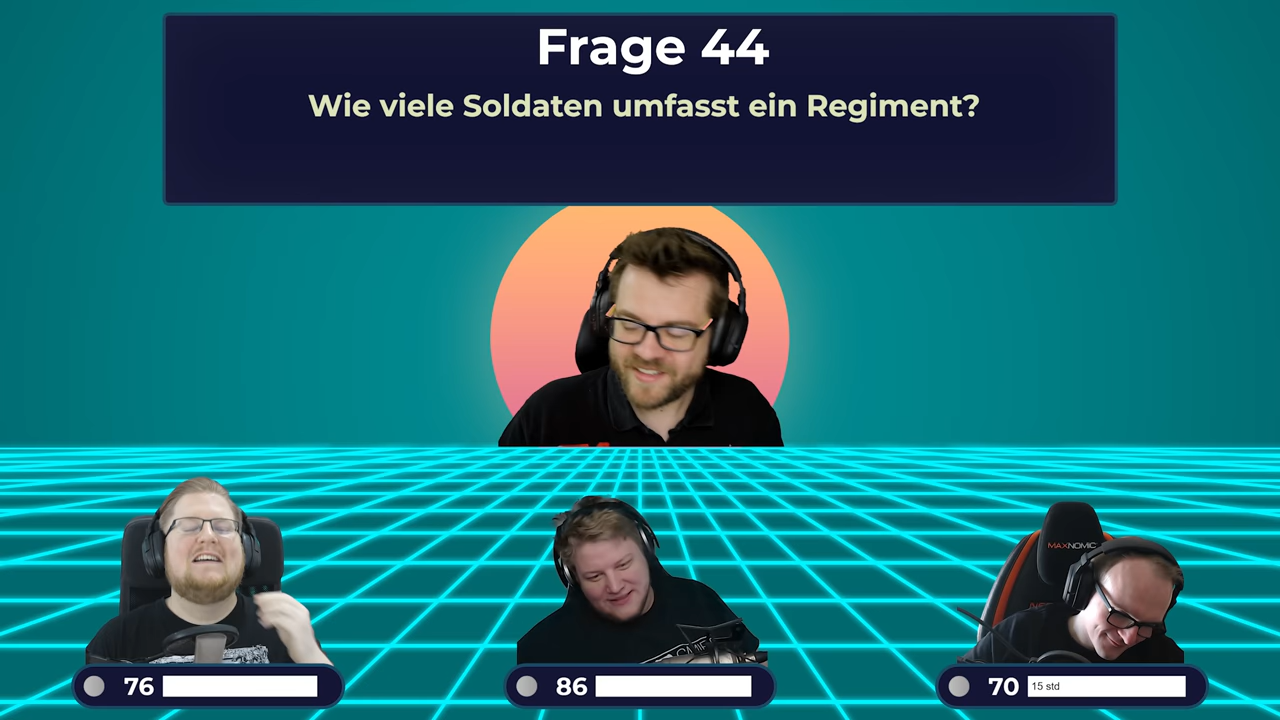 Frage 44
Wie viele Soldaten umfasst ein Regiment?
MAXNOMIC
76
86
70
15 std